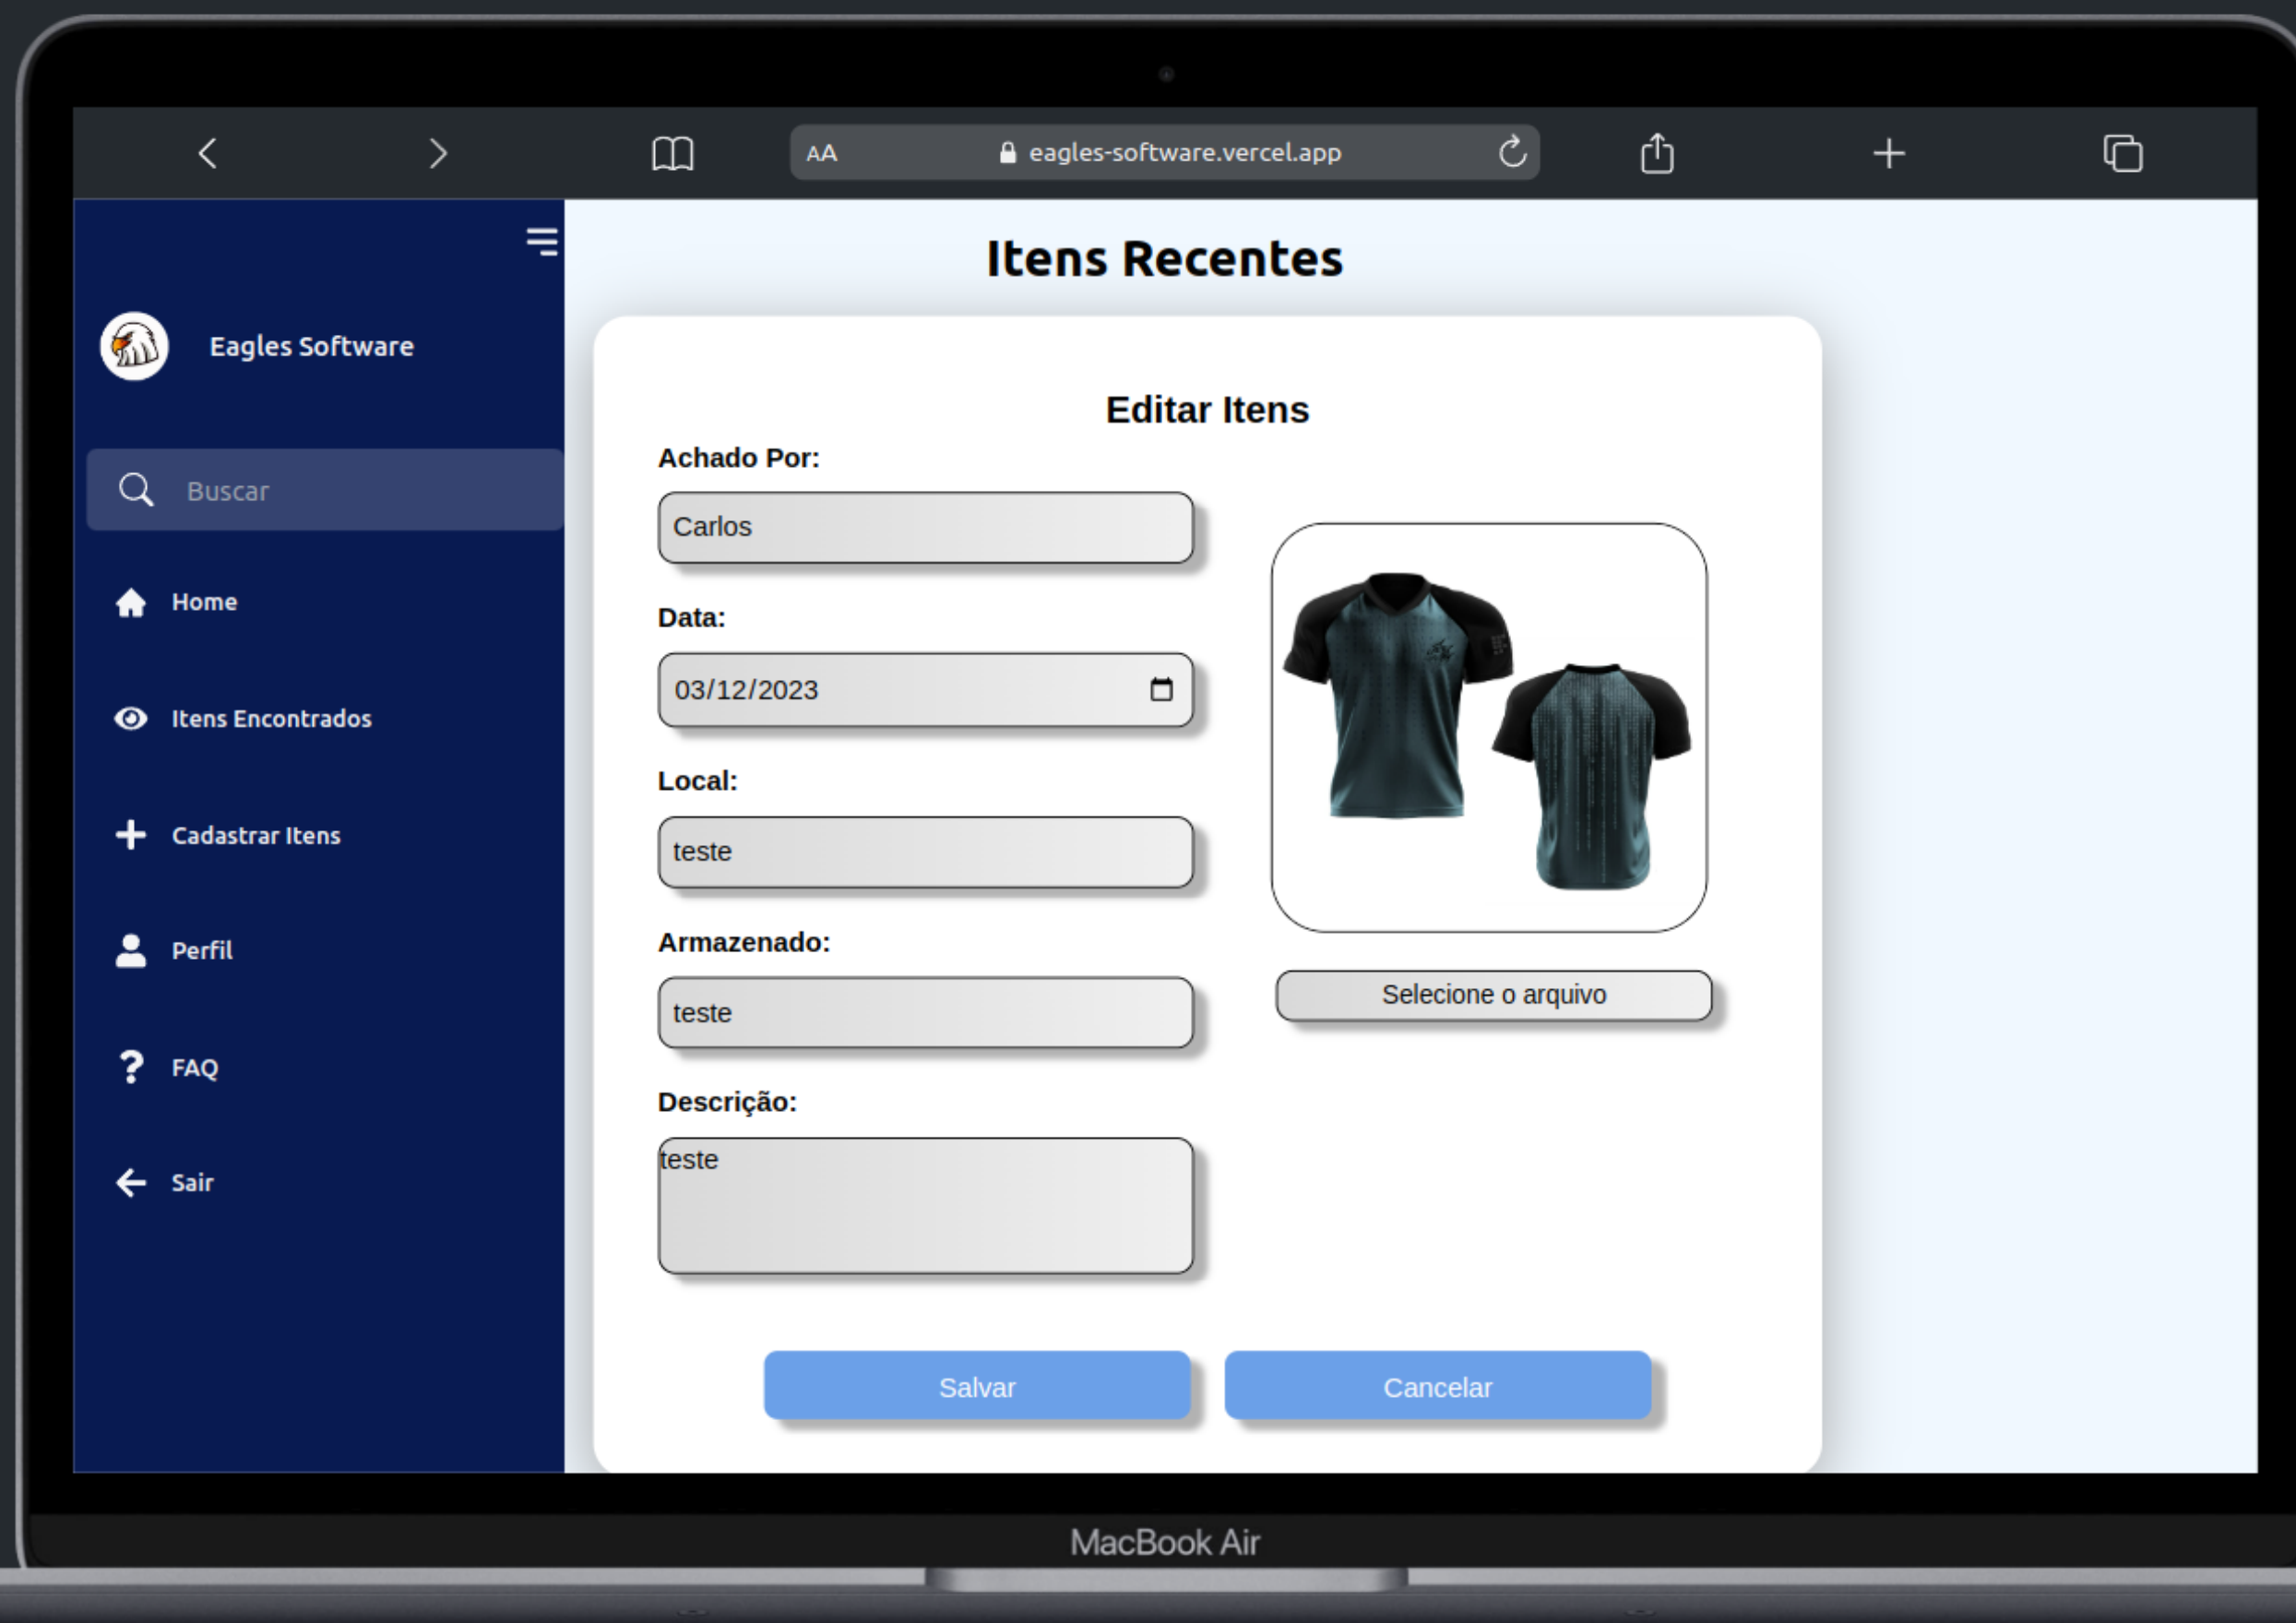 AA
eagles-software.vercel.app
Itens Recentes
Eagles Software
Buscar
Home
Itens Encontrados
Cadastrar Itens
Perfil
FAQ
Sair
Editar Itens
Achado Por:
Carlos
Data:
03/12/2023
Local:
teste
Armazenado:
teste
Descrição:
teste
Selecione o arquivo
Salvar
Cancelar
MacBook Air